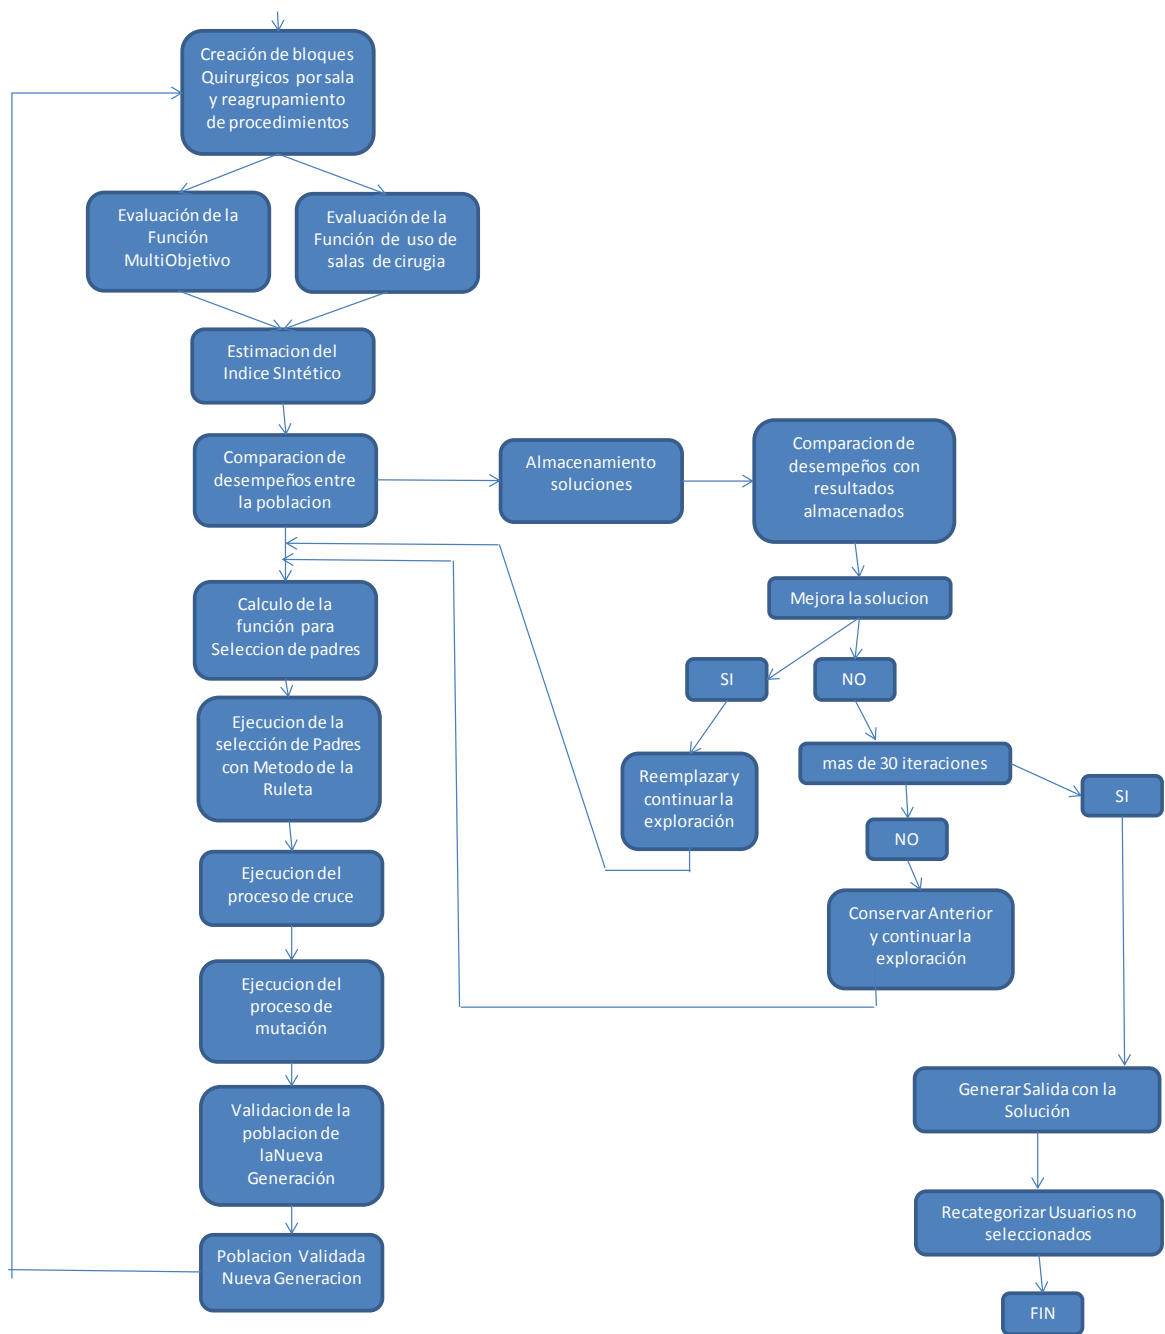 Creación de bloques
Quirurgicos por sala
y reagrupamiento
de procedimientos
Evaluación de la
Función
MultiObjetivo
Evaluación de la
Función de uso de
salas de cirugia
Estimacion del
Indice SIntético
Comparacion de
desempeños entre
la poblacion
Almacenamiento
soluciones
Comparacion de
desempeños con
resultados
almacenados
Mejora la solucion
SI
NO
Calculo de la
función para
Seleccion de padres
Ejecucion de la
selección de Padres
con Metodo de la
Ruleta
Reemplazar y
continuar la
exploración
mas de 30 iteraciones
SI
NO
Ejecucion del
proceso de cruce
Conservar Anterior
y continuar la
exploración
Ejecucion del
proceso de
mutación
Validacion de la
poblacion de
laNueva
Generación
Generar Salida con la
Solución
Recategorizar Usuarios no
seleccionados
Poblacion Validada
Nueva Generacion
FIN